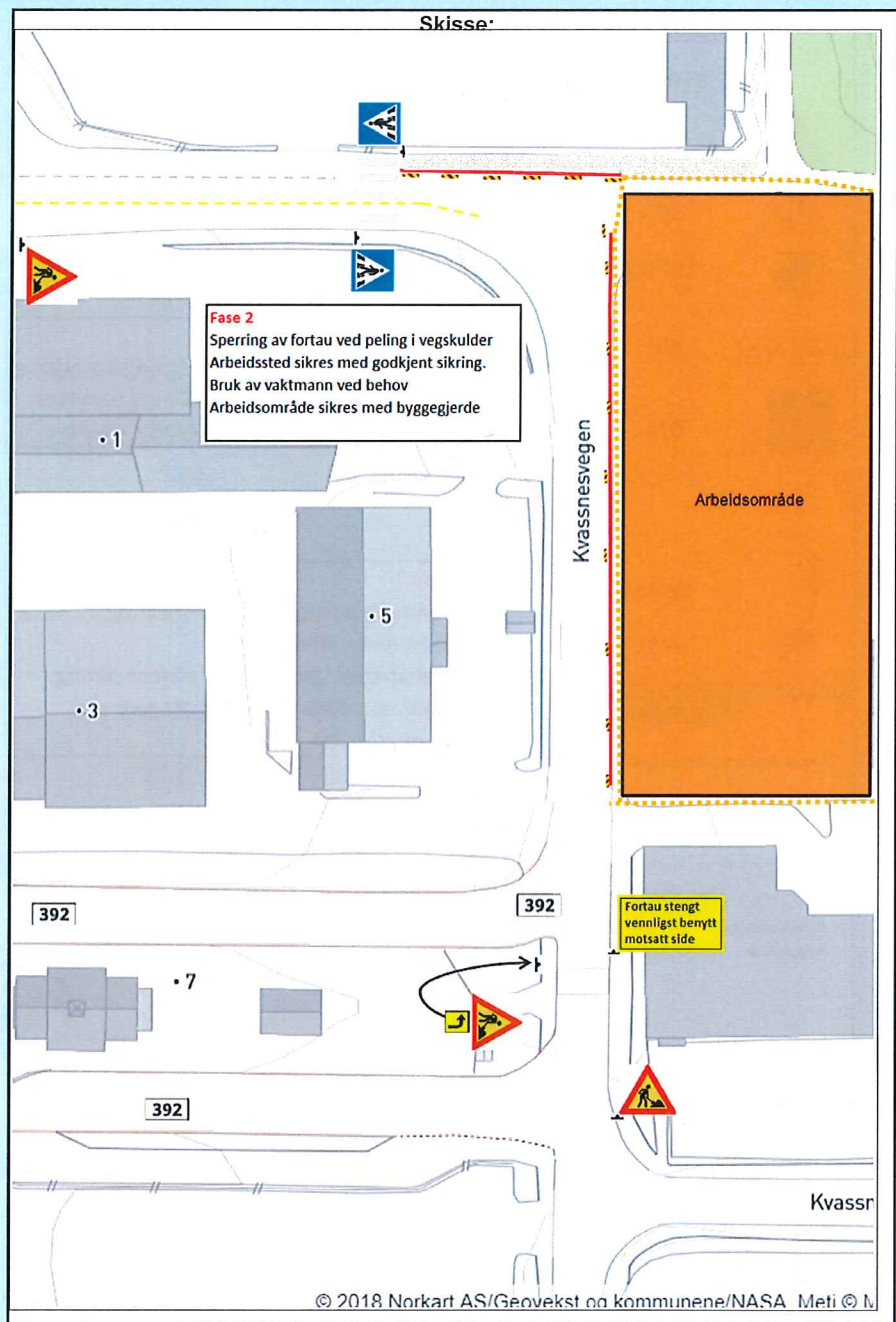 Skisse:
Fase 2
Sperring av fortau ved peling i vegskulder
Arbeidssted sikres med godkjent sikring.
Bruk av vaktmann ved behov
Arbeidsområde sikres med byggegjerde
1
Kvassnesvegen
Arbeidsområde
5
3
392
392
Fortau stengt
vennligst benytt
motsatt side
7
392
Kvassn
© 2018 Norkart AS/Geovekst og kommunene/NASA, Meti © M